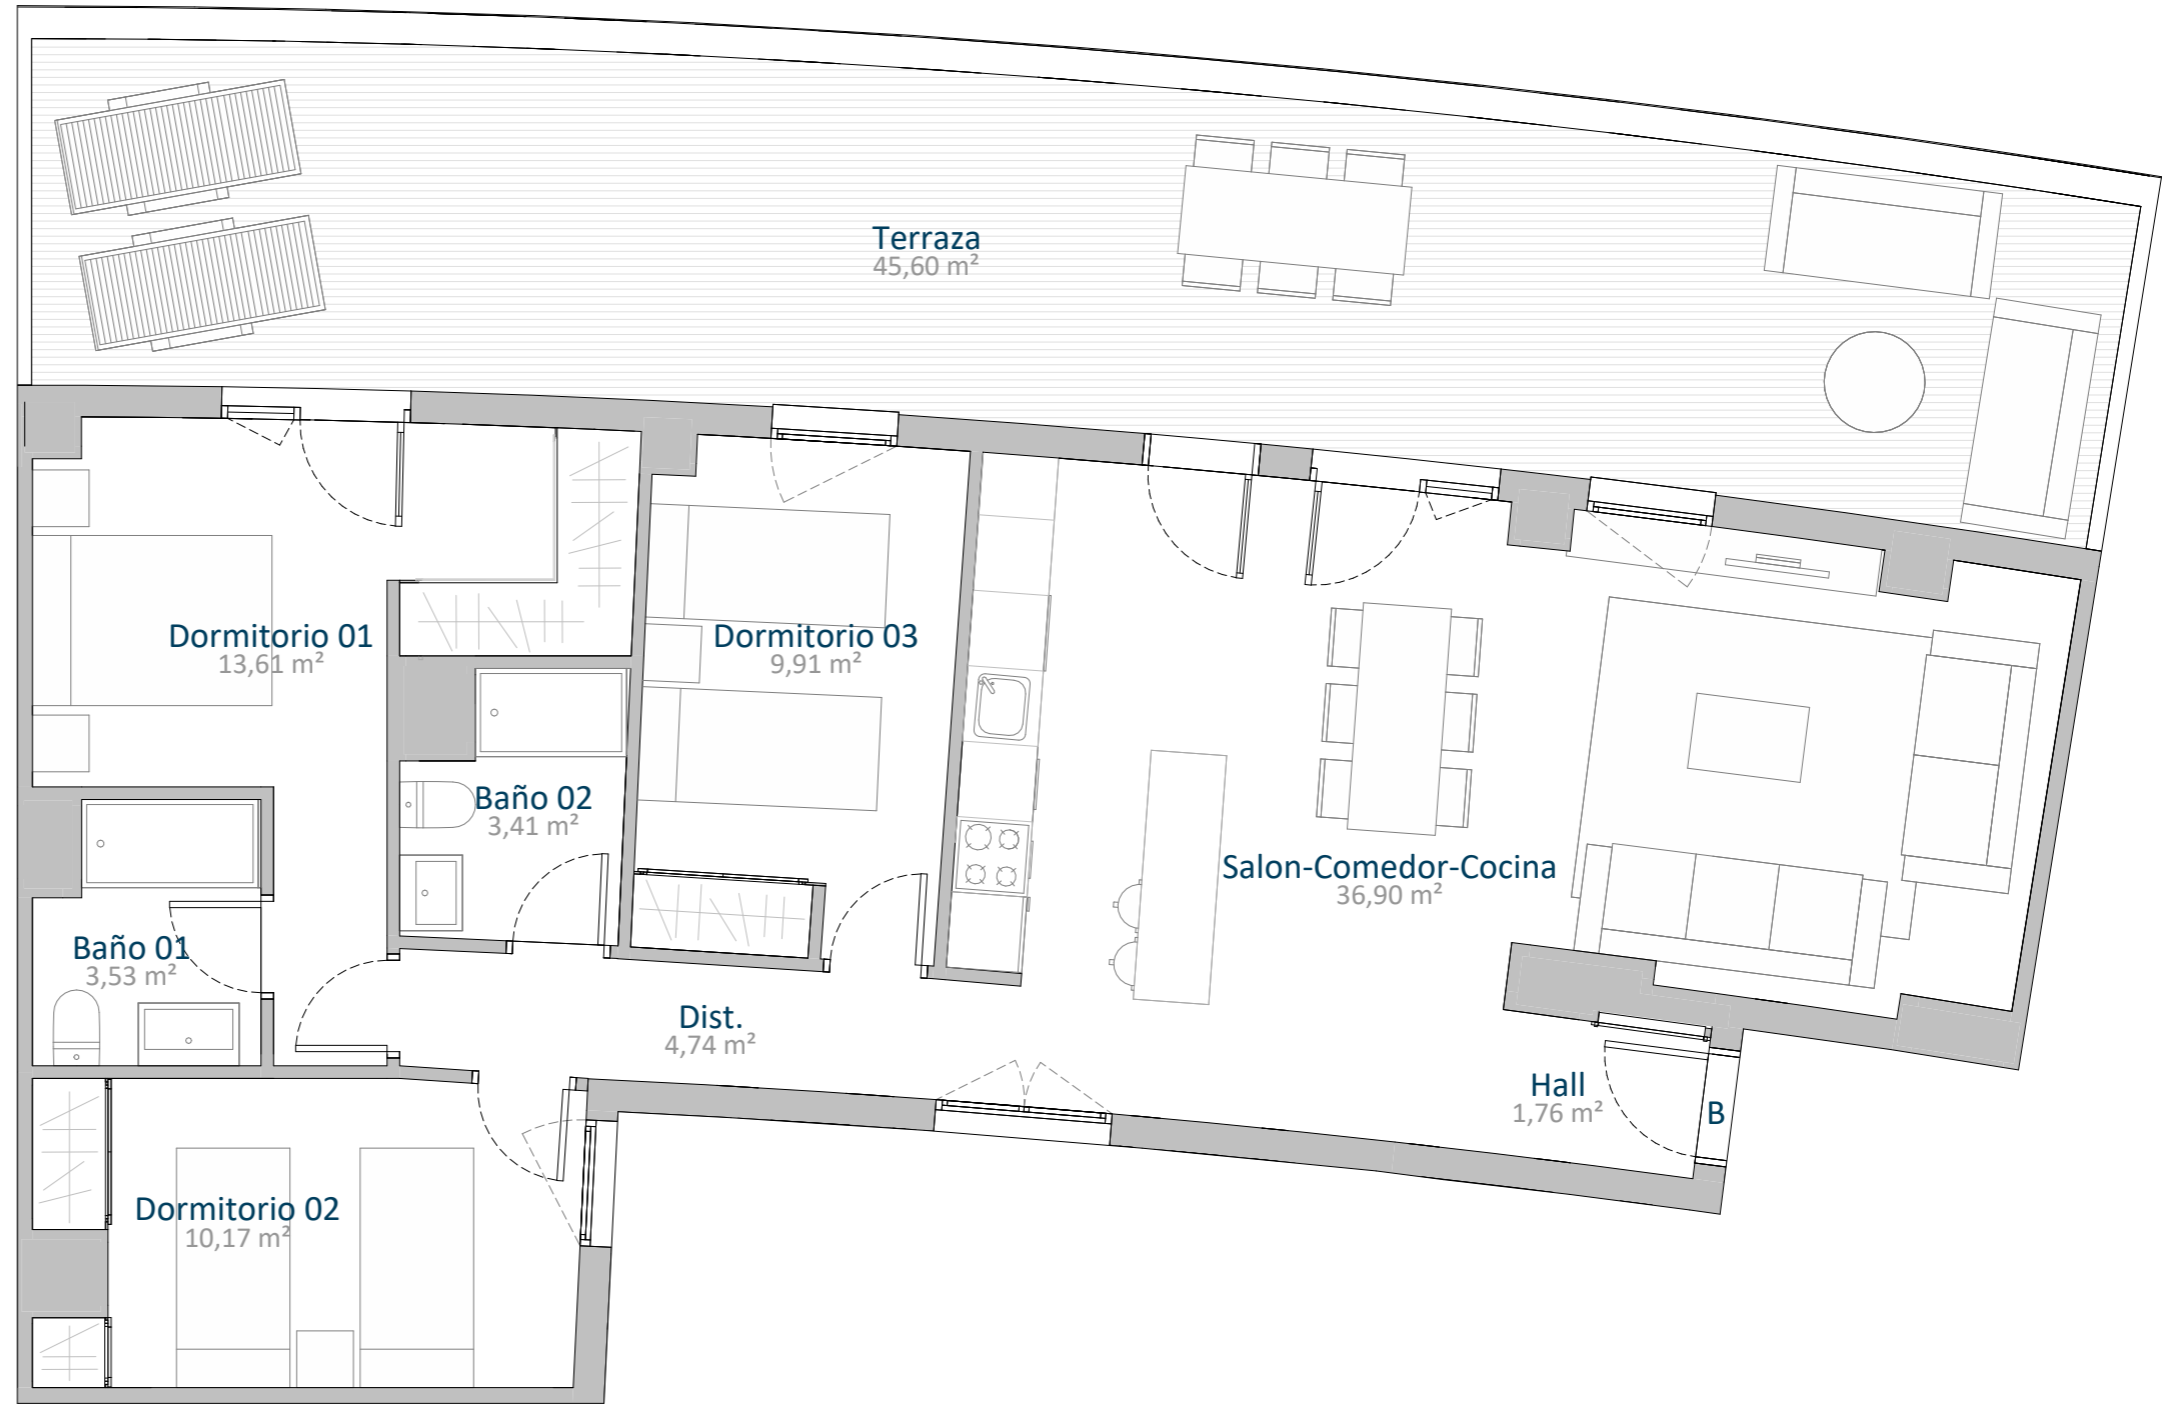 Terraza
45,60 m²
Dormitorio 01
13,61 m²
Dormitorio 03
9,91 m²
Baño 02
3,41 m²
Salon-Comedor-Cocina
36,90 m²
Baño 01
3,53 m²
Dist.
4,74 m²
Hall
1,76 m²
B
Dormitorio 02
10,17 m²